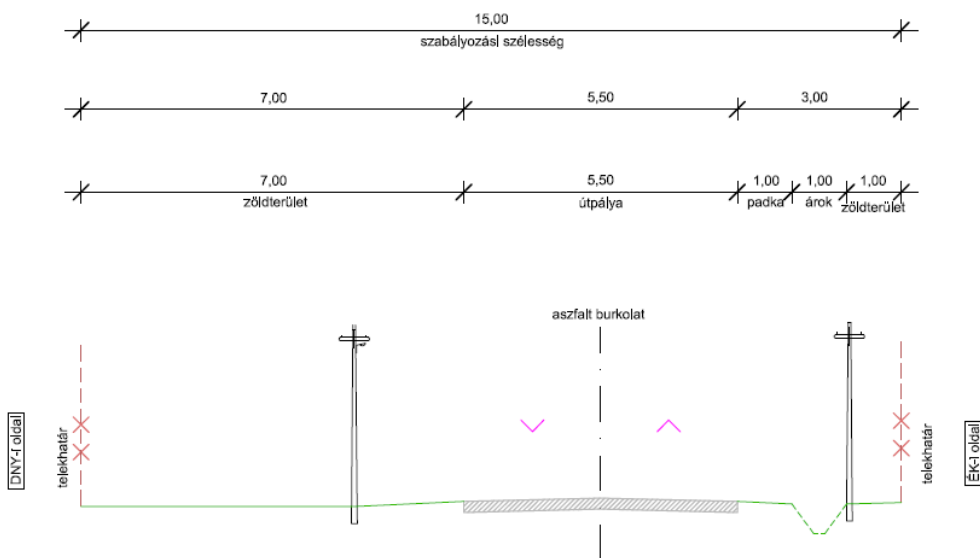 15,00
szabályozási szélesség
7,00 5,50 3,00
7,00 5,50 1,00 1,00 1,00
zöldterület útpálya padka árok zöldterület
aszfalt burkolat
DNY-i oldal
telekhatár
telekhatár
ÉK-i oldal